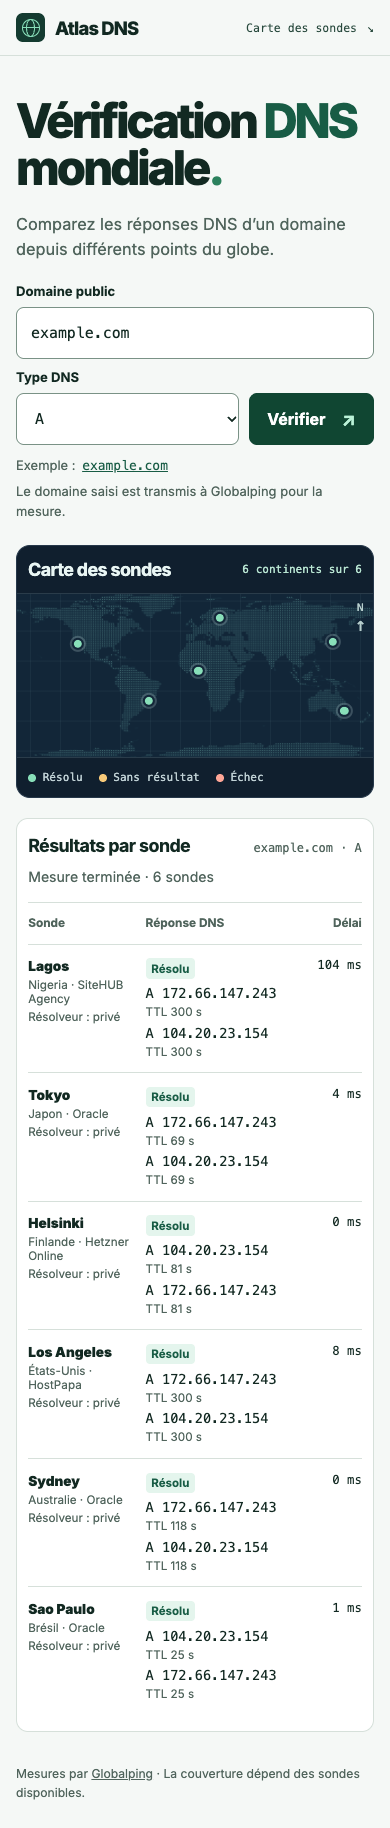 Atlas DNS
Carte des sondes ↘
Vérification DNS
mondiale.
Comparez les réponses DNS d’un domaine
depuis différents points du globe.
Domaine public
example.com
Type DNS
A
Vérifier ↗
Exemple : example.com
Le domaine saisi est transmis à Globalping pour la
mesure.
Carte des sondes
6 continents sur 6
N
↑
Résolu
Sans résultat
Échec
Résultats par sonde
example.com · A
Mesure terminée · 6 sondes
Sonde
Réponse DNS
Délai
Lagos
Nigeria · SiteHUB
Agency
Résolveur : privé
Résolu
A 172.66.147.243
TTL 300 s
A 104.20.23.154
TTL 300 s
104 ms
Tokyo
Japon · Oracle
Résolveur : privé
Résolu
A 172.66.147.243
TTL 69 s
A 104.20.23.154
TTL 69 s
4 ms
Helsinki
Finlande · Hetzner
Online
Résolveur : privé
Résolu
A 104.20.23.154
TTL 81 s
A 172.66.147.243
TTL 81 s
0 ms
Los Angeles
États-Unis ·
HostPapa
Résolveur : privé
Résolu
A 172.66.147.243
TTL 300 s
A 104.20.23.154
TTL 300 s
8 ms
Sydney
Australie · Oracle
Résolveur : privé
Résolu
A 172.66.147.243
TTL 118 s
A 104.20.23.154
TTL 118 s
0 ms
Sao Paulo
Brésil · Oracle
Résolveur : privé
Résolu
A 104.20.23.154
TTL 25 s
A 172.66.147.243
TTL 25 s
1 ms
Mesures par Globalping · La couverture dépend des sondes
disponibles.